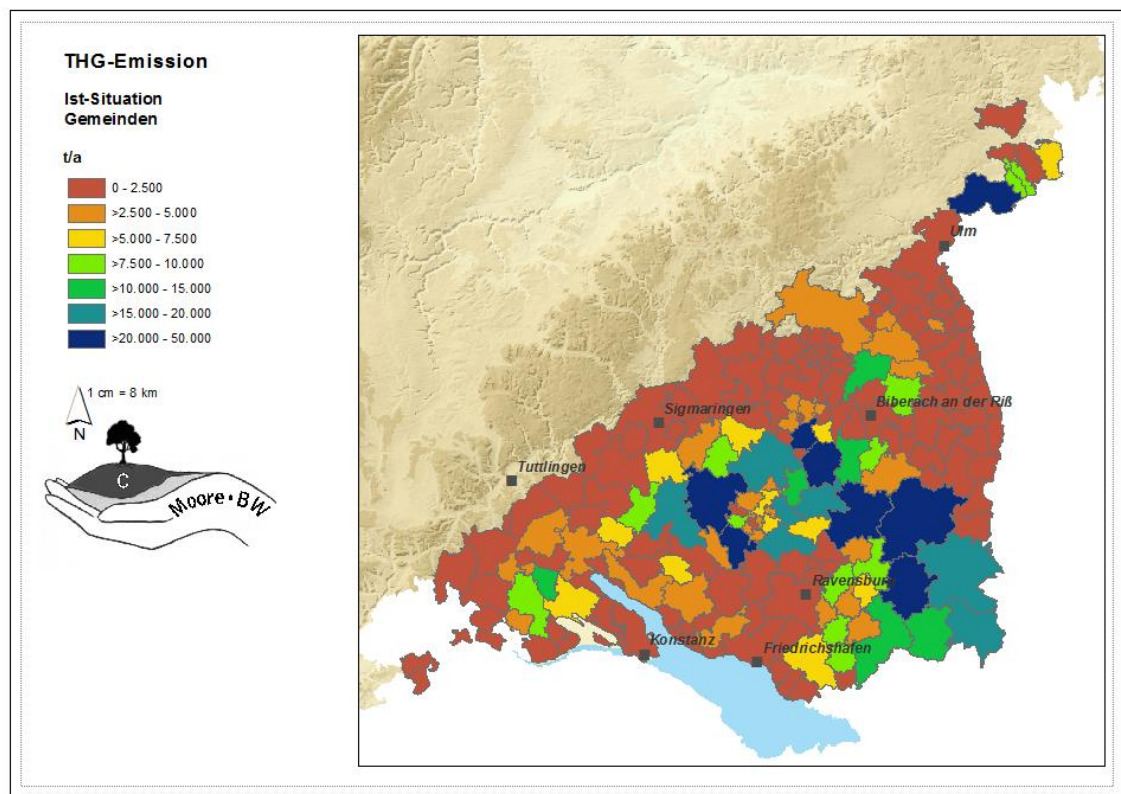 THG-Emission
Ist-Situation
Gemeinden
t/a
0 - 2.500
>2.500 - 5.000
>5.000 - 7.500
>7.500 - 10.000
>10.000 - 15.000
>15.000 - 20.000
>20.000 - 50.000
1 cm = 8 km
N
C
Moore·BW
Ulm
Biberach an der Riß
Sigmaringen
Tuttlingen
Ravensburg
Konstanz
Friedrichshafen